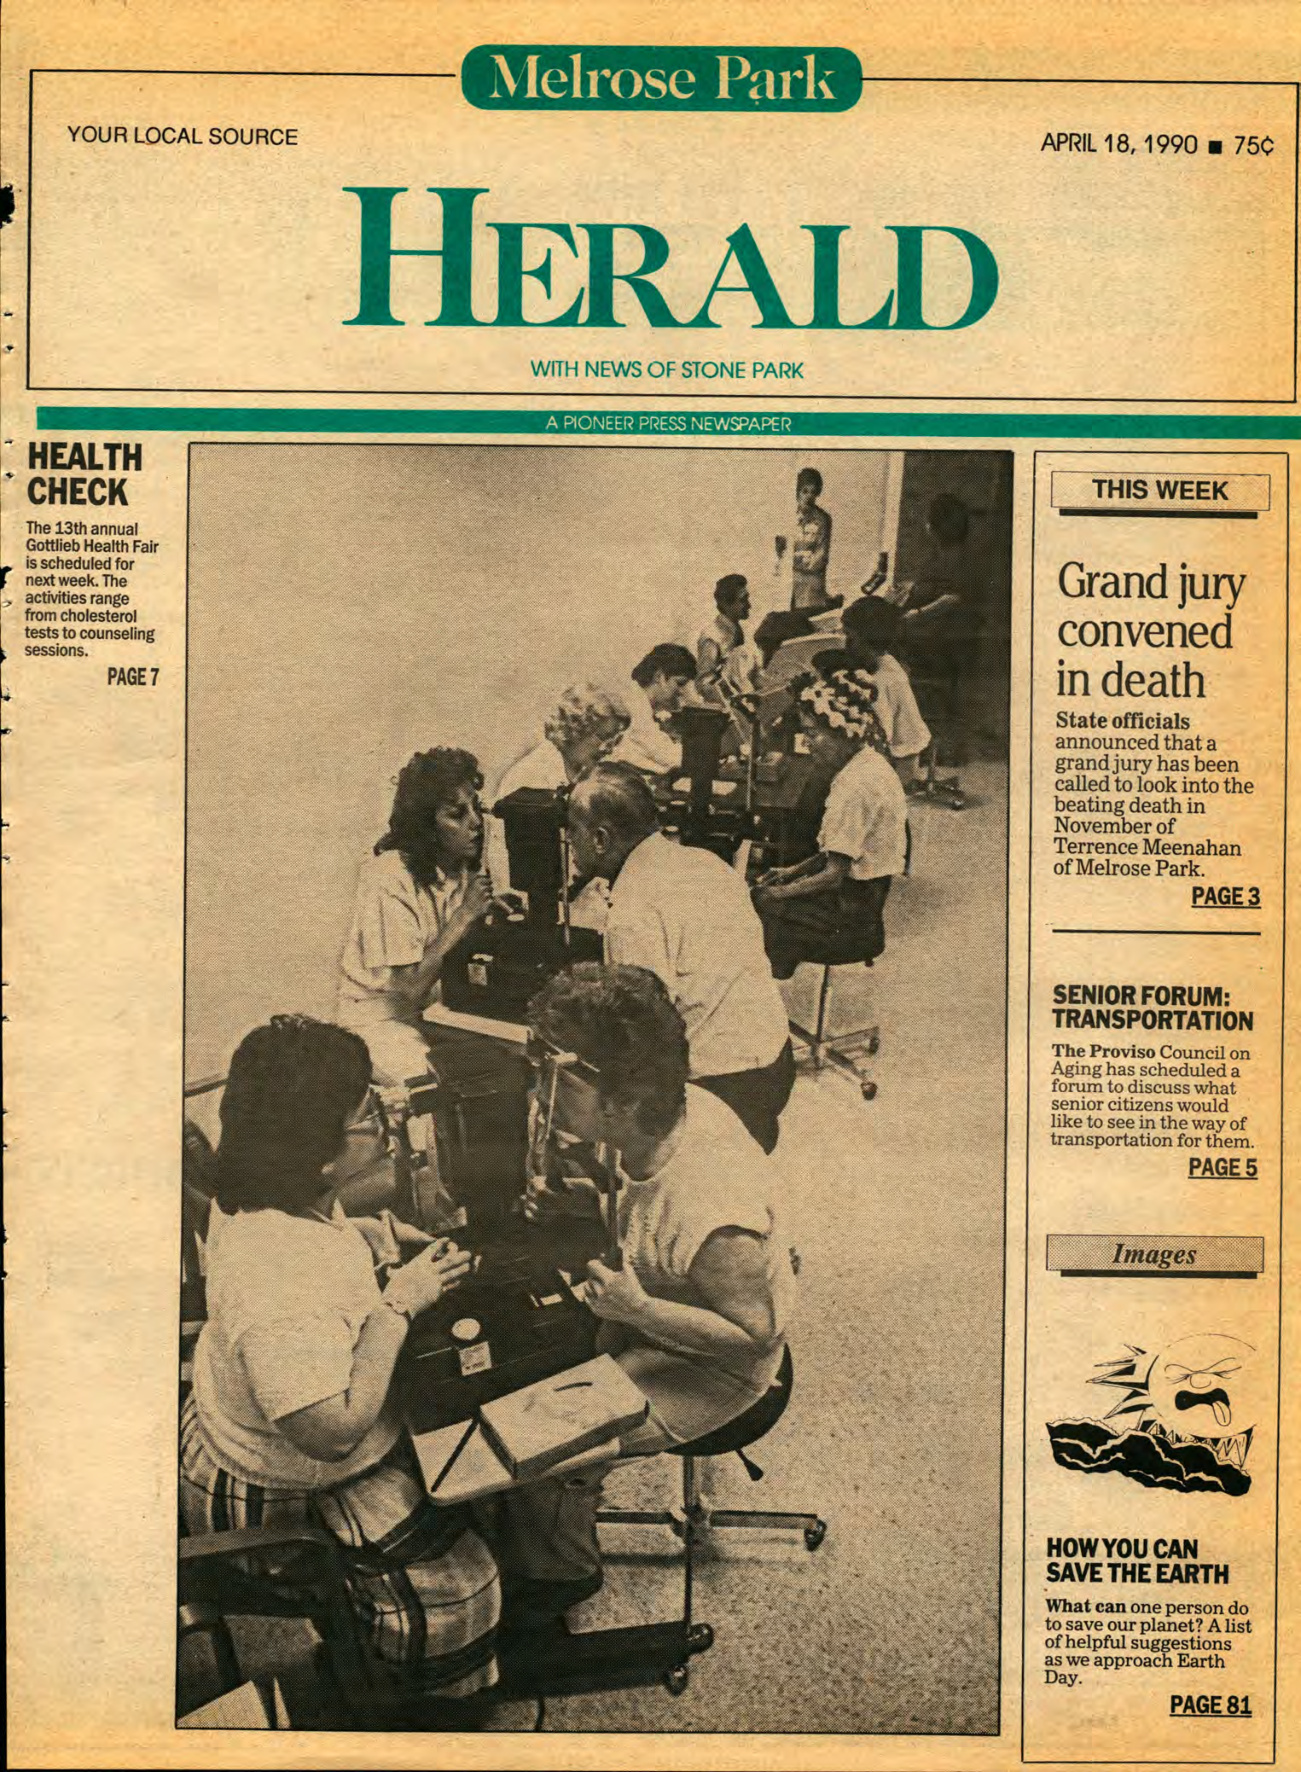 Melrose Park
YOUR LOCAL SOURCE
APRIL 18, 1990 ■ 75¢
HERALD
WITH NEWS OF STONE PARK
A PIONEER PRESS NEWSPAPER
HEALTH
CHECK
The 13th annual
Gottlieb Health Fair
is scheduled for
next week. The
activities range
from cholesterol
tests to counseling
sessions.
PAGE 7
THIS WEEK
Grand jury
convened
in death
State officials
announced that a
grand jury has been
called to look into the
beating death in
November of
Terrence Meenahan
of Melrose Park.
PAGE 3
SENIOR FORUM:
TRANSPORTATION
The Proviso Council on
Aging has scheduled a
forum to discuss what
senior citizens would
like to see in the way of
transportation for them.
PAGE 5
Images
HOW YOU CAN
SAVE THE EARTH
What can one person do
to save our planet? A list
of helpful suggestions
as we approach Earth
Day.
PAGE 81